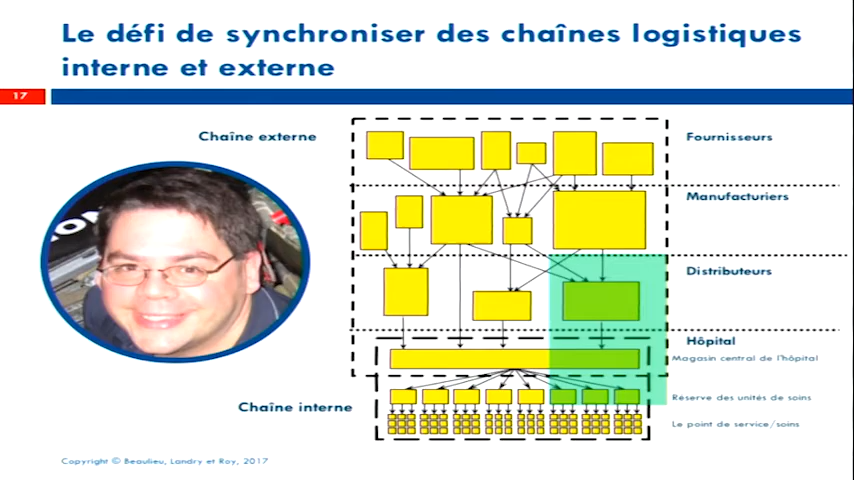 Le défi de synchroniser des chaînes logistiques
interne et externe
17
Chaîne externe
Fournisseurs
Manufacturiers
Distributeurs
Hôpital
Magasin central de l'hôpital
Réserve des unités de soins
Chaîne interne
Le point de service/soins
Copyright © Beaulieu, Landry et Roy, 2017